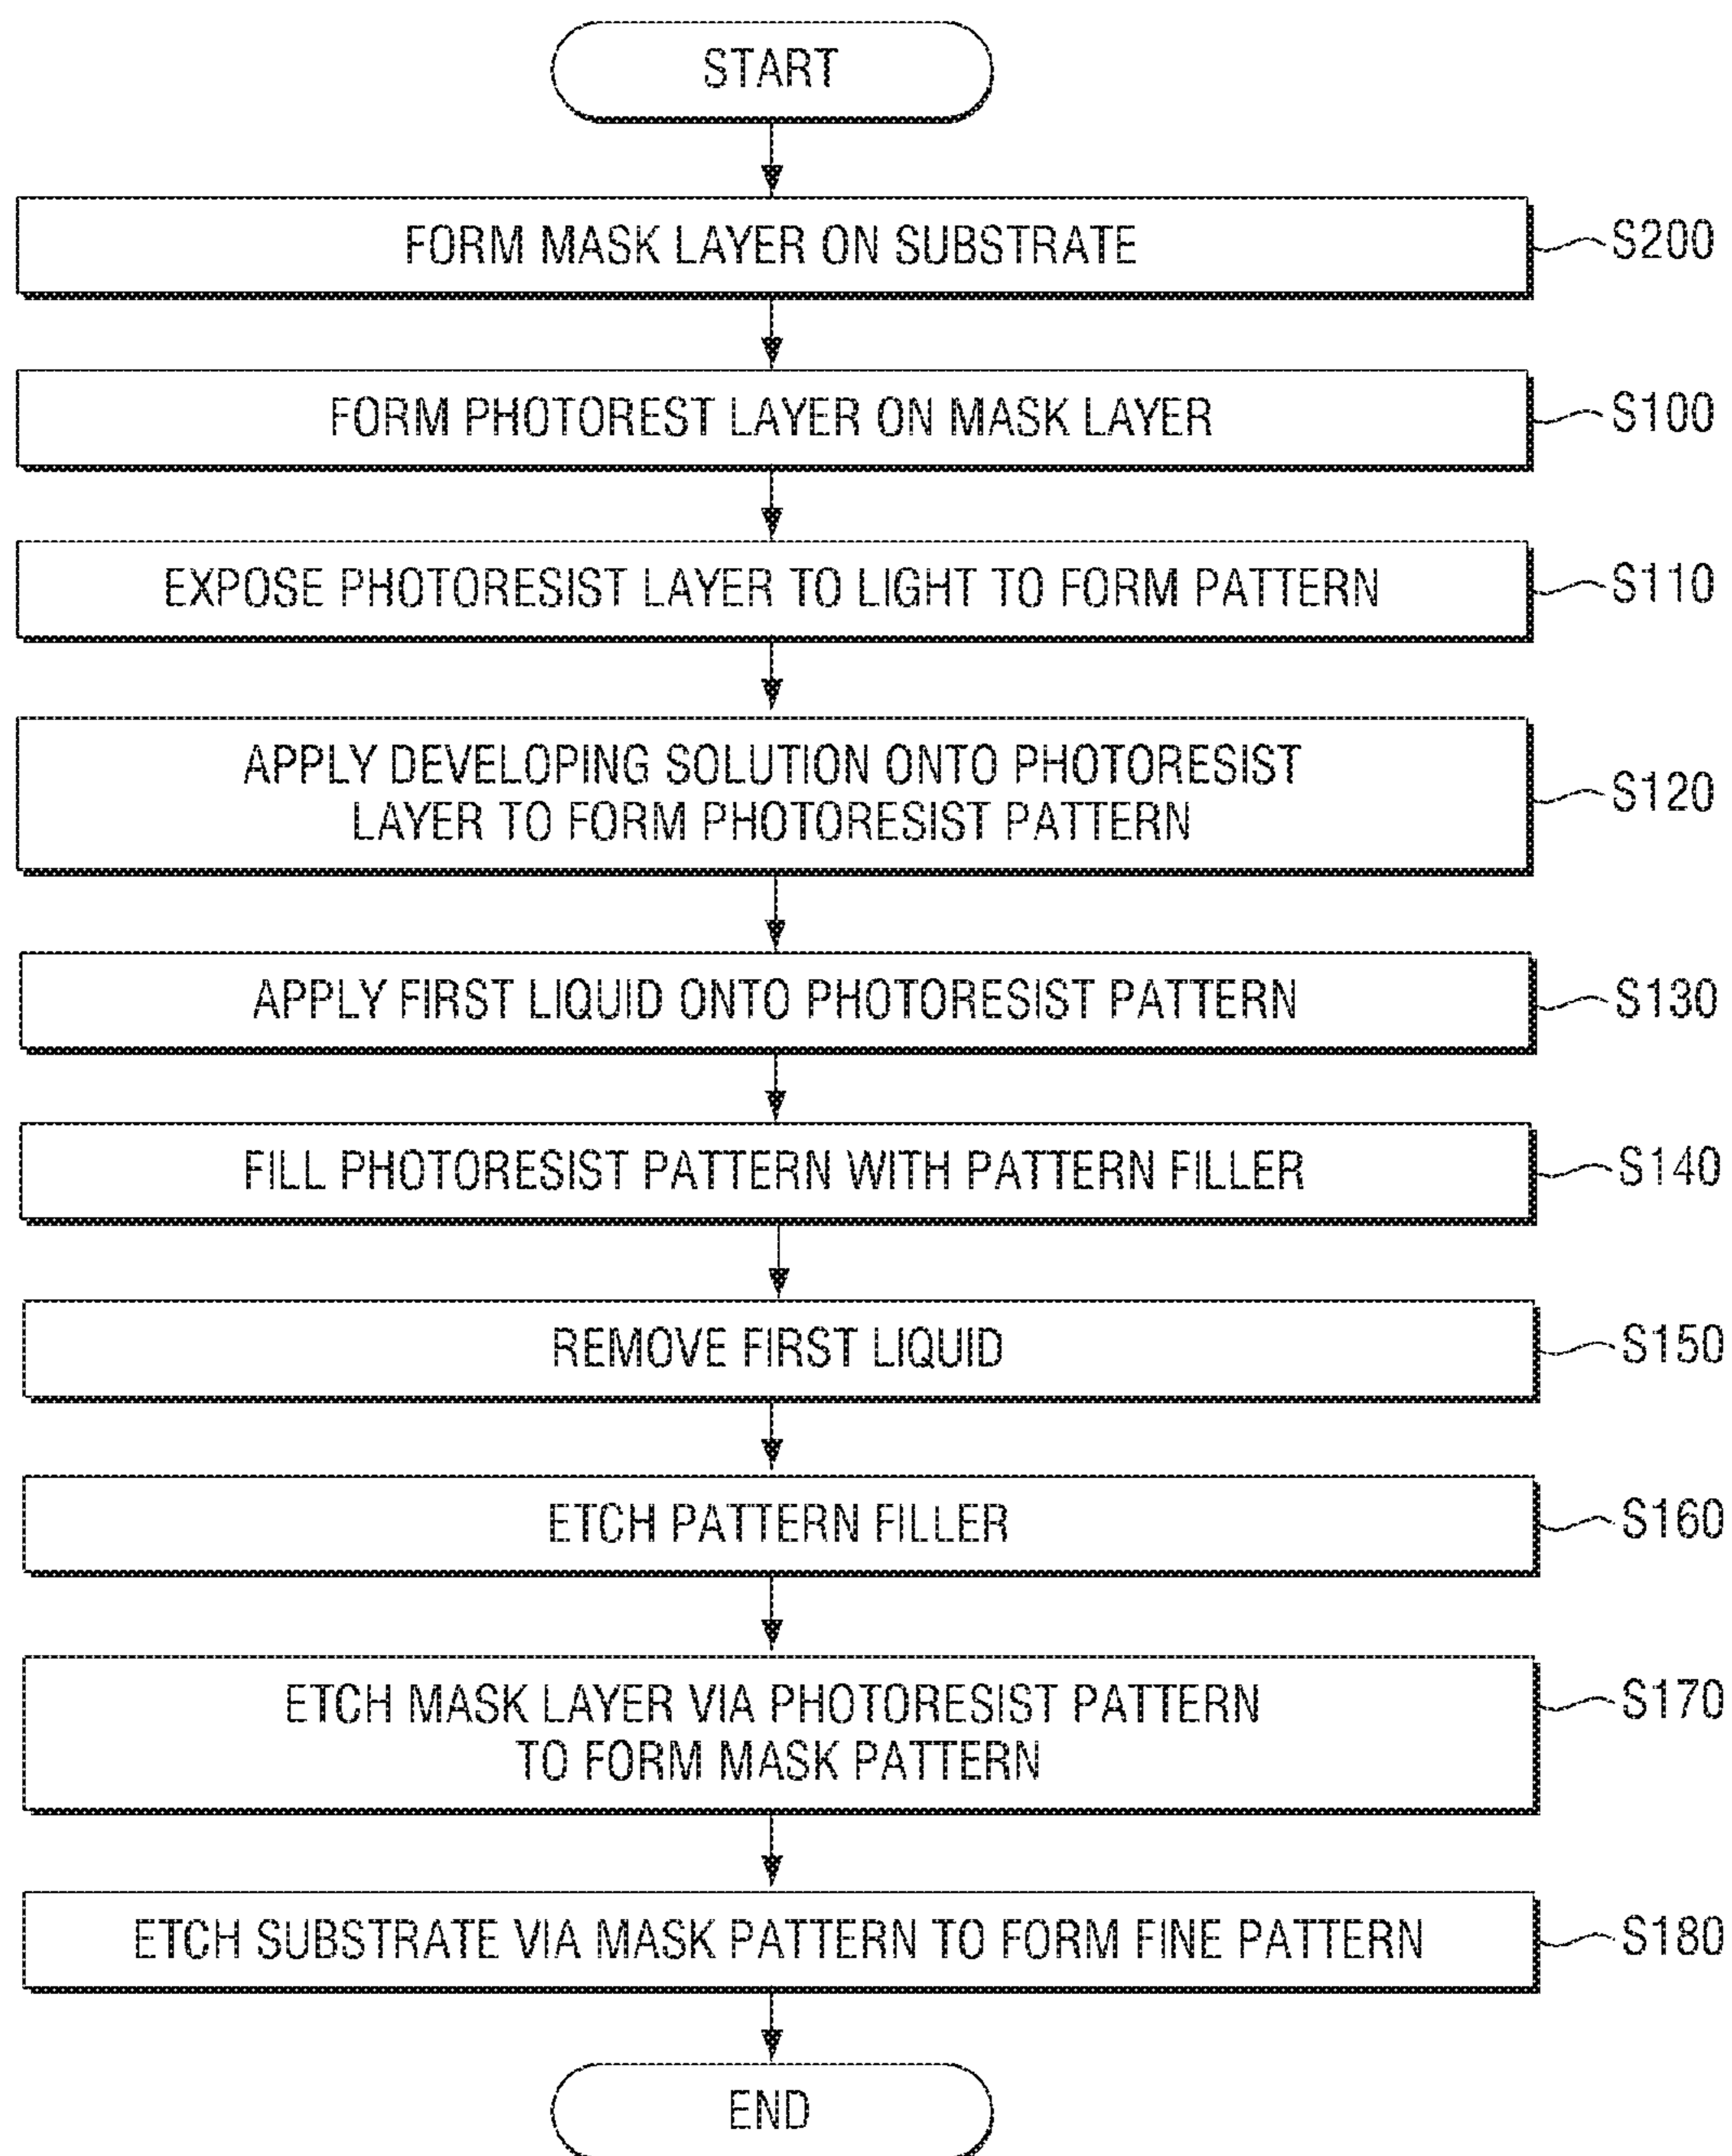 START
FORM MASK LAYER ON SUBSTRATE
S200
FORM PHOTOREST LAYER ON MASK LAYER
S100
EXPOSE PHOTORESIST LAYER TO LIGHT TO FORM PATTERN
S110
APPLY DEVELOPING SOLUTION ONTO PHOTORESIST
LAYER TO FORM PHOTORESIST PATTERN
S120
APPLY FIRST LIQUID ONTO PHOTORESIST PATTERN
S130
FILL PHOTORESIST PATTERN WITH PATTERN FILLER
S140
REMOVE FIRST LIQUID
S150
ETCH PATTERN FILLER
S160
ETCH MASK LAYER VIA PHOTORESIST PATTERN
TO FORM MASK PATTERN
S170
ETCH SUBSTRATE VIA MASK PATTERN TO FORM FINE PATTERN
S180
END